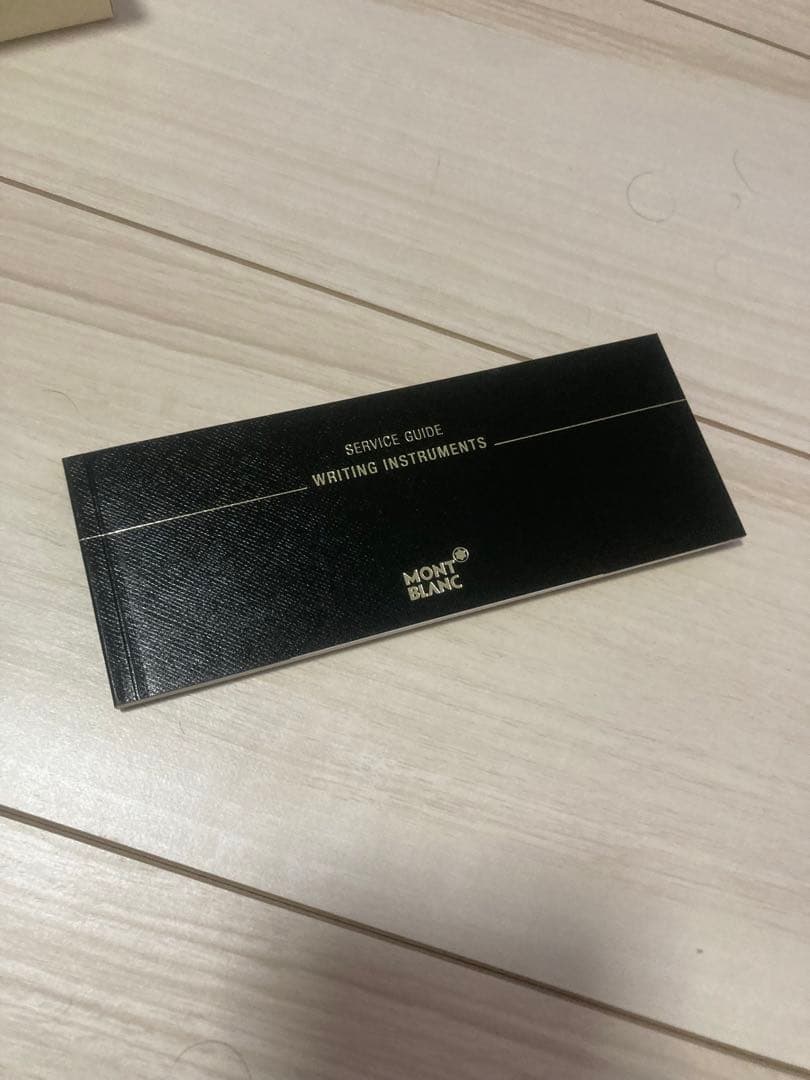 SERVICE GUIDE
WRITING INSTRUMENTS
MONT
BLANC